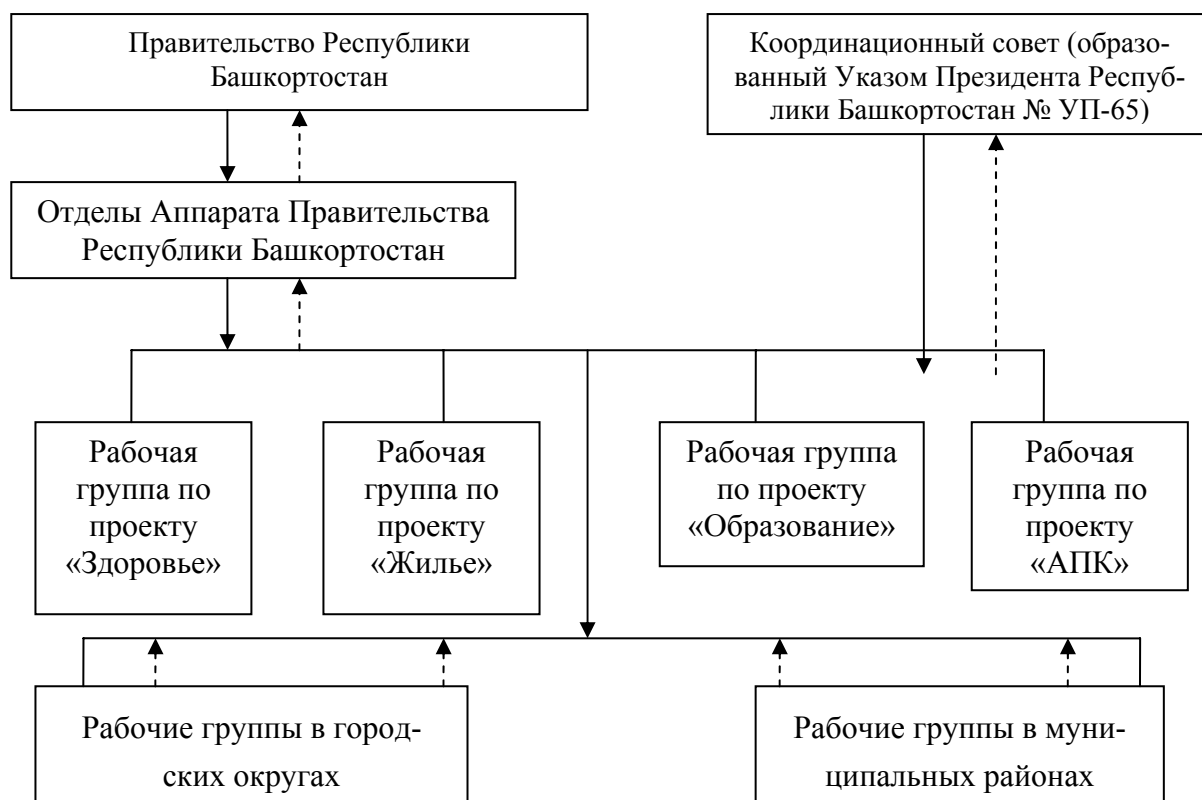 Правительство Республики
Башкортостан
Координационный совет (образо-
ванный Указом Президента Респуб-
лики Башкортостан № УП-65)
Отделы Аппарата Правительства
Республики Башкортостан
Рабочая
группа по
проекту
«Здоровье»
Рабочая
группа по
проекту
«Жилье»
Рабочая группа
по проекту
«Образование»
Рабочая
группа по
проекту
«АПК»
Рабочие группы в город-
ских округах
Рабочие группы в муни-
ципальных районах